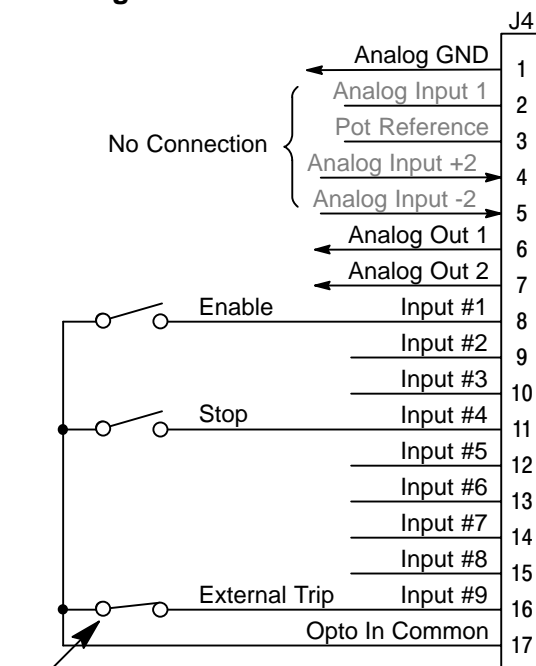 J4
Analog GND 1
Analog Input 1 2
Pot Reference 3
No Connection
Analog Input +2 4
Analog Input -2 5
Analog Out 1 6
Analog Out 2 7
Enable Input #1 8
Input #2 9
Input #3 10
Stop Input #4 11
Input #5 12
Input #6 13
Input #7 14
Input #8 15
External Trip Input #9 16
Opto In Common 17